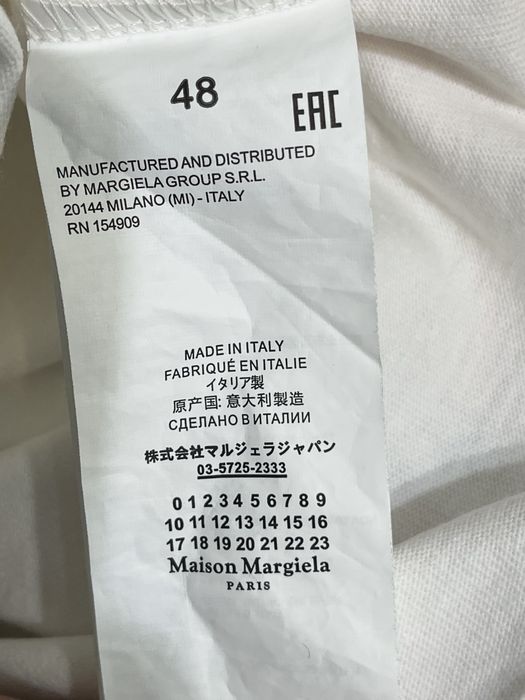 48
EAC
MANUFACTURED AND DISTRIBUTED
BY MARGIELA GROUP S.R.L.
20144 MILANO (MI) - ITALY
RN 154909
MADE IN ITALY
FABRIQUÉ EN ITALIE
イタリア製
原产国: 意大利製造
СДЕЛАНО В ИТАЛИИ
株式会社マルジェラジャパン
03-5725-2333
0 1 2 3 4 5 6 7 8 9
10 11 12 13 14 15 16
17 18 19 20 21 22 23
Maison Margiela
PARIS